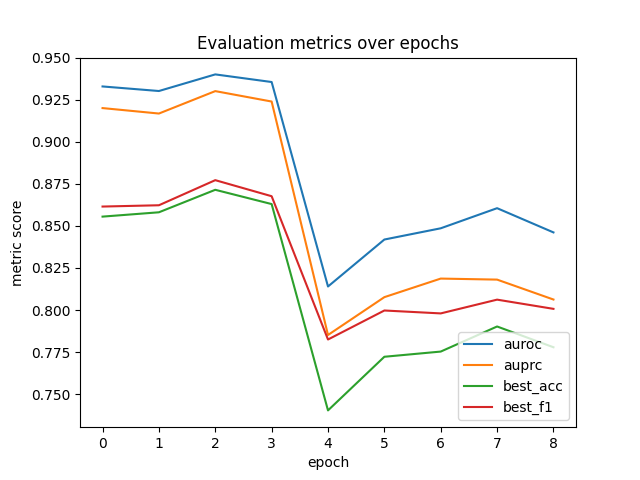 Evaluation metrics over epochs
metric score
0.950
0.925
0.900
0.875
0.850
0.825
0.800
0.775
0.750
auroc
auprc
best_acc
best_f1
0 1 2 3 4 5 6 7 8
epoch